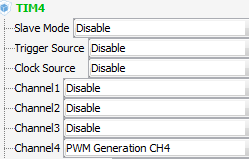 TIM4
Slave Mode Disable
Trigger Source Disable
Clock Source Disable
Channel1 Disable
Channel2 Disable
Channel3 Disable
Channel4 PWM Generation CH4